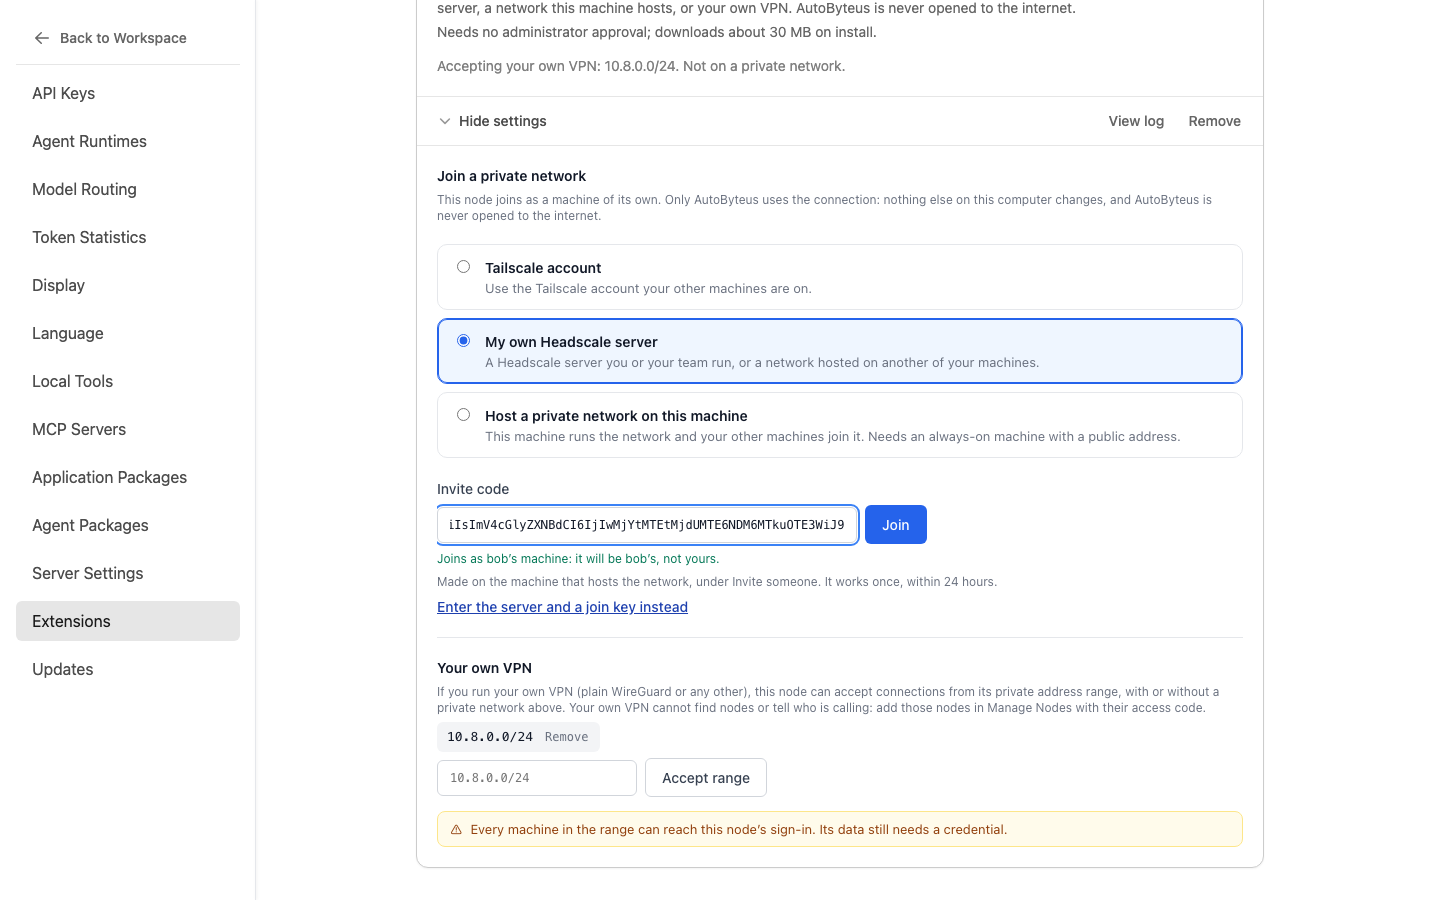 Back to Workspace
API Keys
Agent Runtimes
Model Routing
Token Statistics
Display
Language
Local Tools
MCP Servers
Application Packages
Agent Packages
Server Settings
Extensions
Updates
server, a network this machine hosts, or your own VPN. AutoByteus is never opened to the internet.
Needs no administrator approval; downloads about 30 MB on install.
Accepting your own VPN: 10.8.0.0/24. Not on a private network.
Hide settings
View log
Remove
Join a private network
This node joins as a machine of its own. Only AutoByteus uses the connection: nothing else on this computer changes, and AutoByteus is
never opened to the internet.
Tailscale account
Use the Tailscale account your other machines are on.
My own Headscale server
A Headscale server you or your team run, or a network hosted on another of your machines.
Host a private network on this machine
This machine runs the network and your other machines join it. Needs an always-on machine with a public address.
Invite code
iIsImV4cGlyZXNBdCI6IjIwMjYtMTEtMjdUMTE6NDM6MTkuOTE3WiJ9
Join
Joins as bob’s machine: it will be bob’s, not yours.
Made on the machine that hosts the network, under Invite someone. It works once, within 24 hours.
Enter the server and a join key instead
Your own VPN
If you run your own VPN (plain WireGuard or any other), this node can accept connections from its private address range, with or without a
private network above. Your own VPN cannot find nodes or tell who is calling: add those nodes in Manage Nodes with their access code.
10.8.0.0/24 Remove
10.8.0.0/24
Accept range
Every machine in the range can reach this node’s sign-in. Its data still needs a credential.